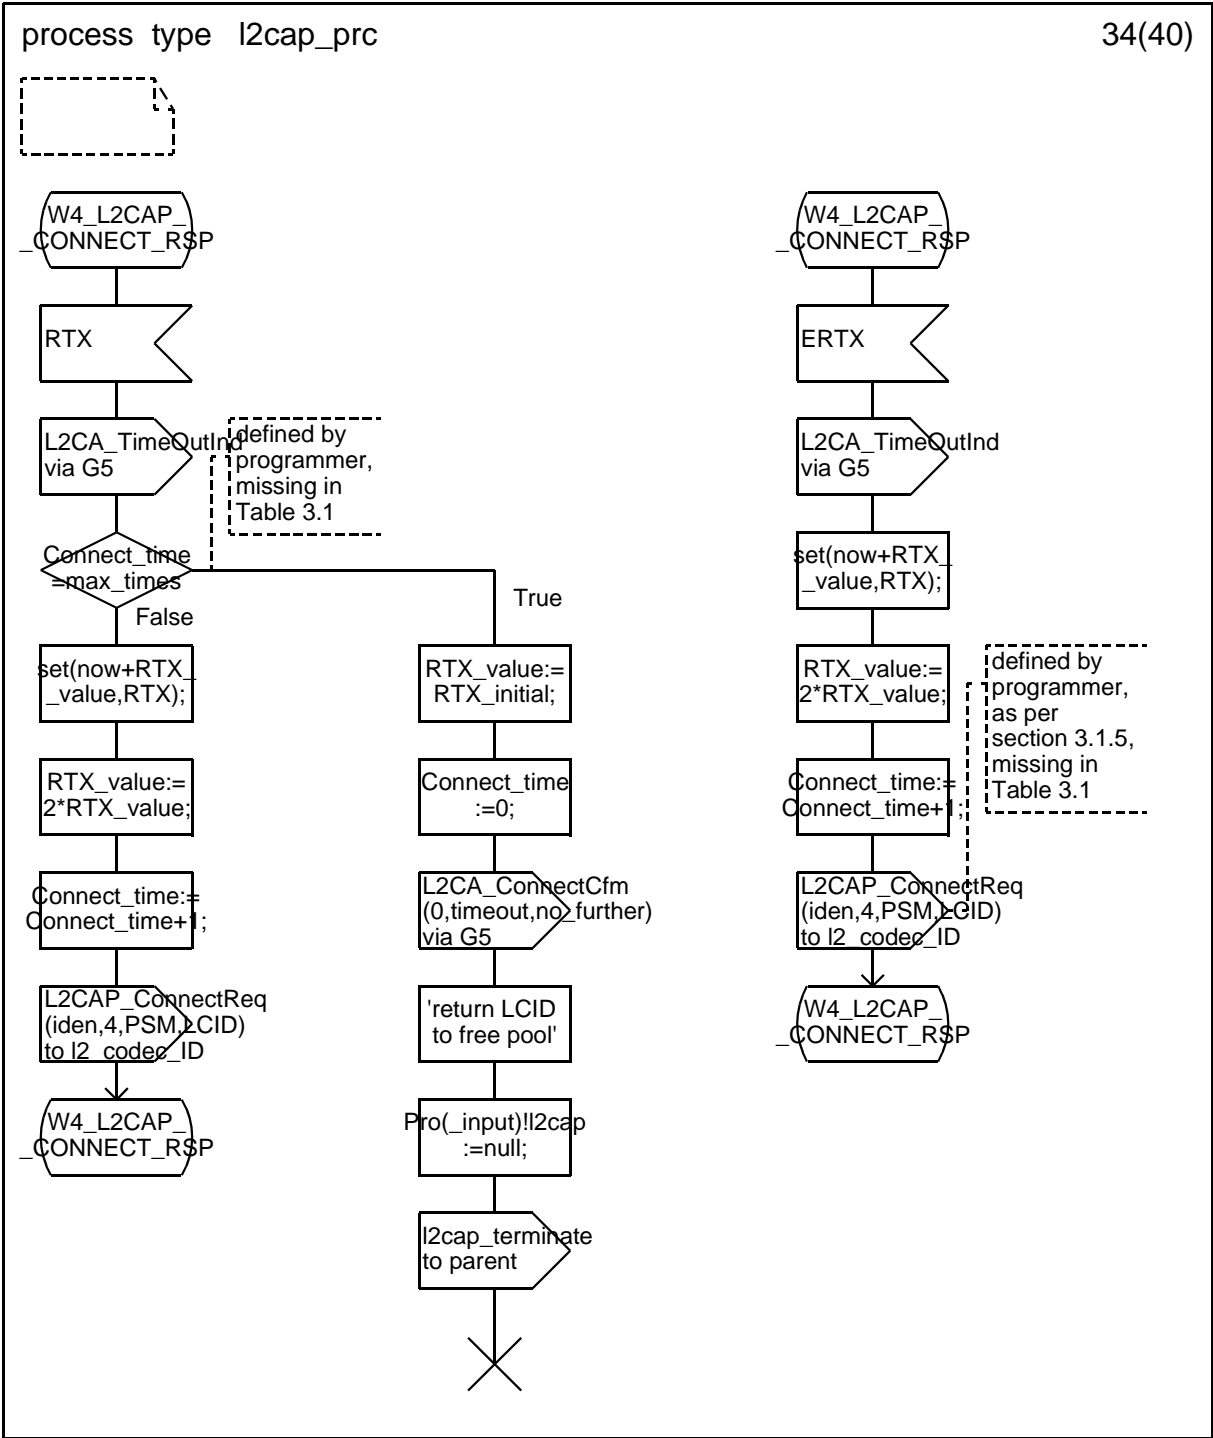 process type l2cap_prc
34(40)
W4_L2CAP_
_CONNECT_RSP
RTX
L2CA_TimeOutInd
via G5
defined by
programmer,
missing in
Table 3.1
Connect_time
=max_times
False
True
set(now+RTX_
_value,RTX);
RTX_value:=
2*RTX_value;
Connect_time:=
Connect_time+1;
L2CAP_ConnectReq
(iden,4,PSM,LCID)
to l2_codec_ID
W4_L2CAP_
_CONNECT_RSP
RTX_value:=
RTX_initial;
Connect_time
:=0;
L2CA_ConnectCfm
(0,timeout,no_further)
via G5
'return LCID
to free pool'
Pro(_input)!l2cap
:=null;
l2cap_terminate
to parent
W4_L2CAP_
_CONNECT_RSP
ERTX
L2CA_TimeOutInd
via G5
set(now+RTX_
_value,RTX);
RTX_value:=
2*RTX_value;
Connect_time:=
Connect_time+1;
defined by
programmer,
as per
section 3.1.5,
missing in
Table 3.1
L2CAP_ConnectReq
(iden,4,PSM,LCID)
to l2_codec_ID
W4_L2CAP_
_CONNECT_RSP